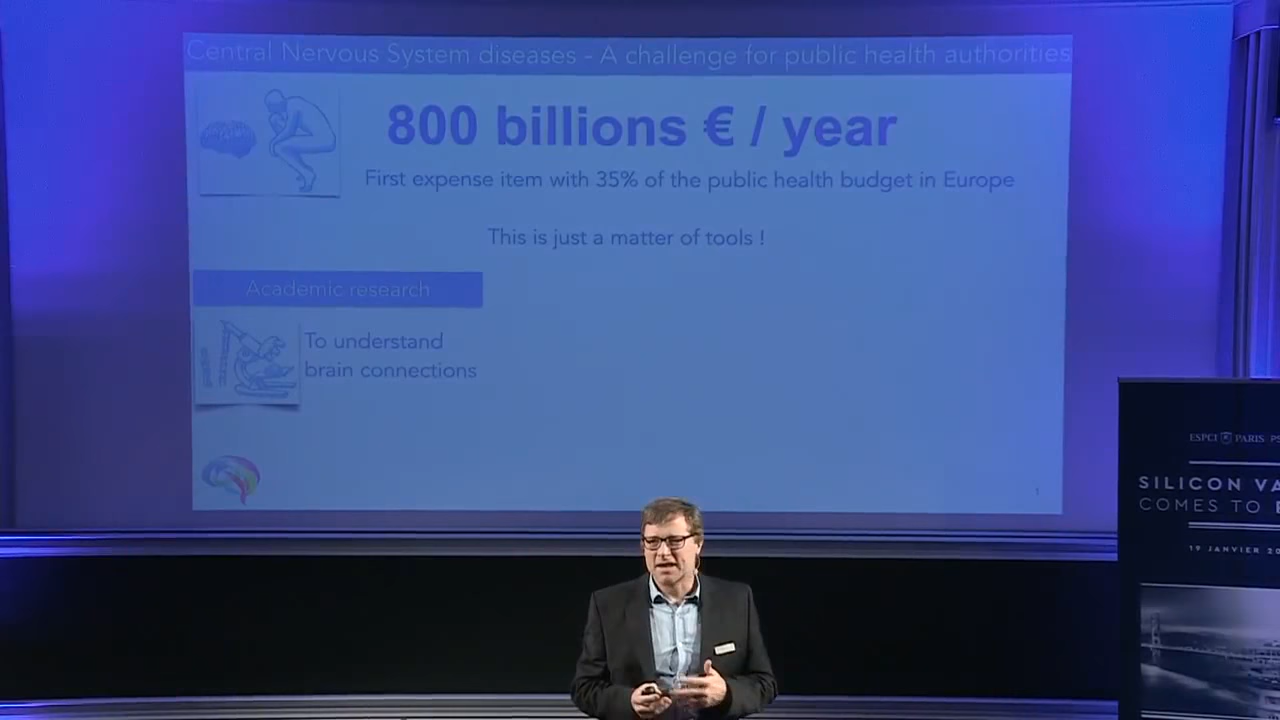 Central Nervous System diseases - A challenge for public health authorities
800 billions € / year
First expense item with 35% of the public health budget in Europe
This is just a matter of tools !
Academic research
To understand
brain connections
1
ESPCI PARIS PS
SILICON VA
COMES TO
19 JANVIER 20